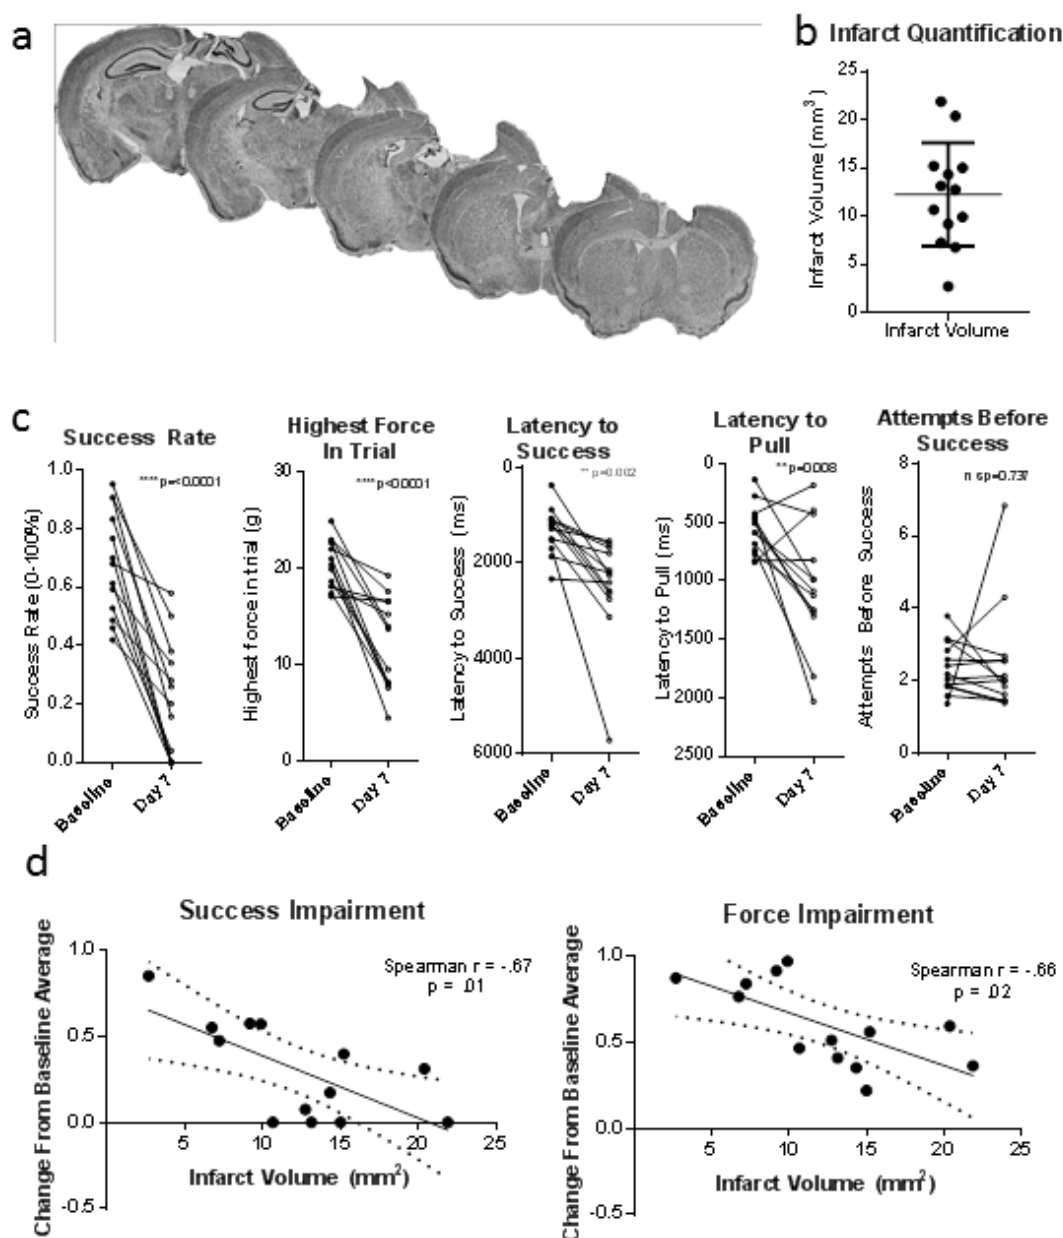 a
b Infarct Quantification
25
20
15
10
5
0
Infarct Volume (mm³)
Infarct Volume
c
Success Rate
1.0
0.8
0.6
0.4
0.2
0.0
Success Rate (0-100%)
**** p=<0.0001
Baseline
Day 7
Highest Force
In Trial
30
20
10
0
Highest force in trial (g)
**** p<0.0001
Baseline
Day 7
Latency to
Success
0
2000
4000
6000
Latency to Success (ms)
** p=0.002
Baseline
Day 7
Latency to
Pull
0
500
1000
1500
2000
2500
Latency to Pull (ms)
** p=0.008
Baseline
Day 7
Attempts Before
Success
8
6
4
2
0
Attempts Before Success
ns p=0.737
Baseline
Day 7
d
Success Impairment
1.0
0.5
0.0
-0.5
Change From Baseline Average
Spearman r = -.67
p = .01
5
10
15
20
25
Infarct Volume (mm²)
Force Impairment
1.0
0.5
0.0
-0.5
Change From Baseline Average
Spearman r = -.66
p = .02
5
10
15
20
25
Infarct Volume (mm²)